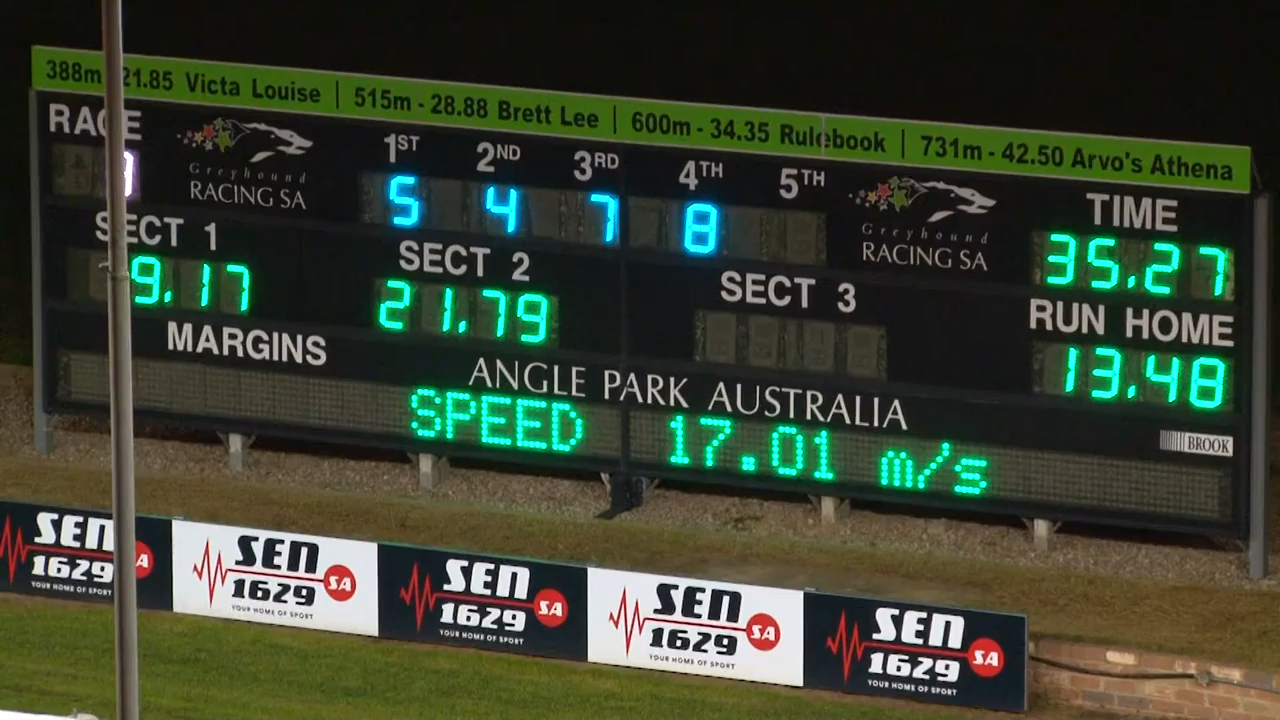 388m 21.85 Victa Louise | 515m - 28.88 Brett Lee | 600m - 34.35 Rulebook | 731m - 42.50 Arvo's Athena
RACE
Greyhound
RACING SA
1ST 2ND 3RD 4TH 5TH
5 4 7 8
Greyhound
RACING SA
TIME
35.27
SECT 1
9.17
SECT 2
21.79
SECT 3
RUN HOME
13.48
MARGINS
ANGLE PARK AUSTRALIA
SPEED 17.01 m/s
BROOK
SEN
1629
YOUR HOME OF SPORT
SEN
1629 SA
YOUR HOME OF SPORT
SEN
1629 SA
YOUR HOME OF SPORT
SEN
1629 SA
YOUR HOME OF SPORT
SEN
1629 SA
YOUR HOME OF SPORT